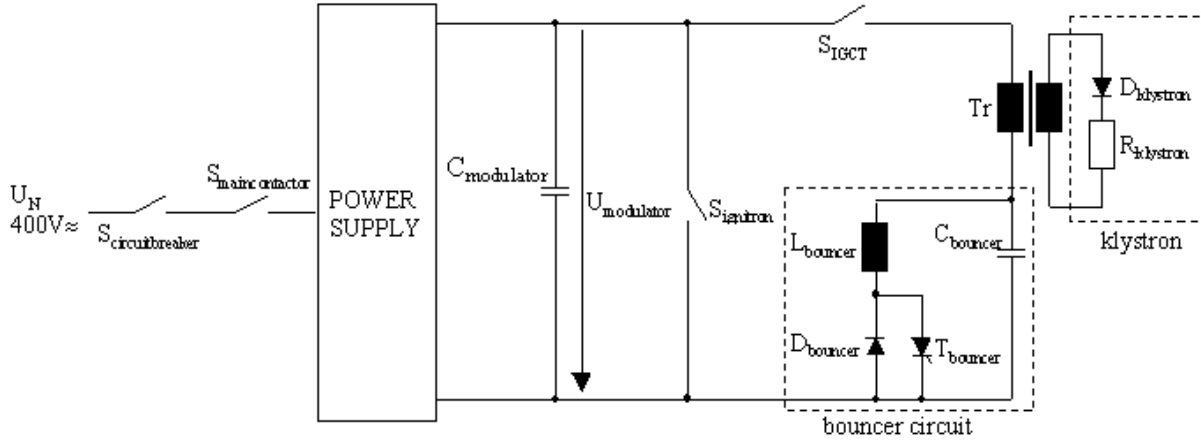 S_IGCT
D_klystron
Tr
R_klystron
C_modulator
S_maincontactor
U_N
400V≈
POWER
SUPPLY
U_modulator
S_ignitron
S_circuitbreaker
L_bouncer
C_bouncer
klystron
D_bouncer
T_bouncer
bouncer circuit